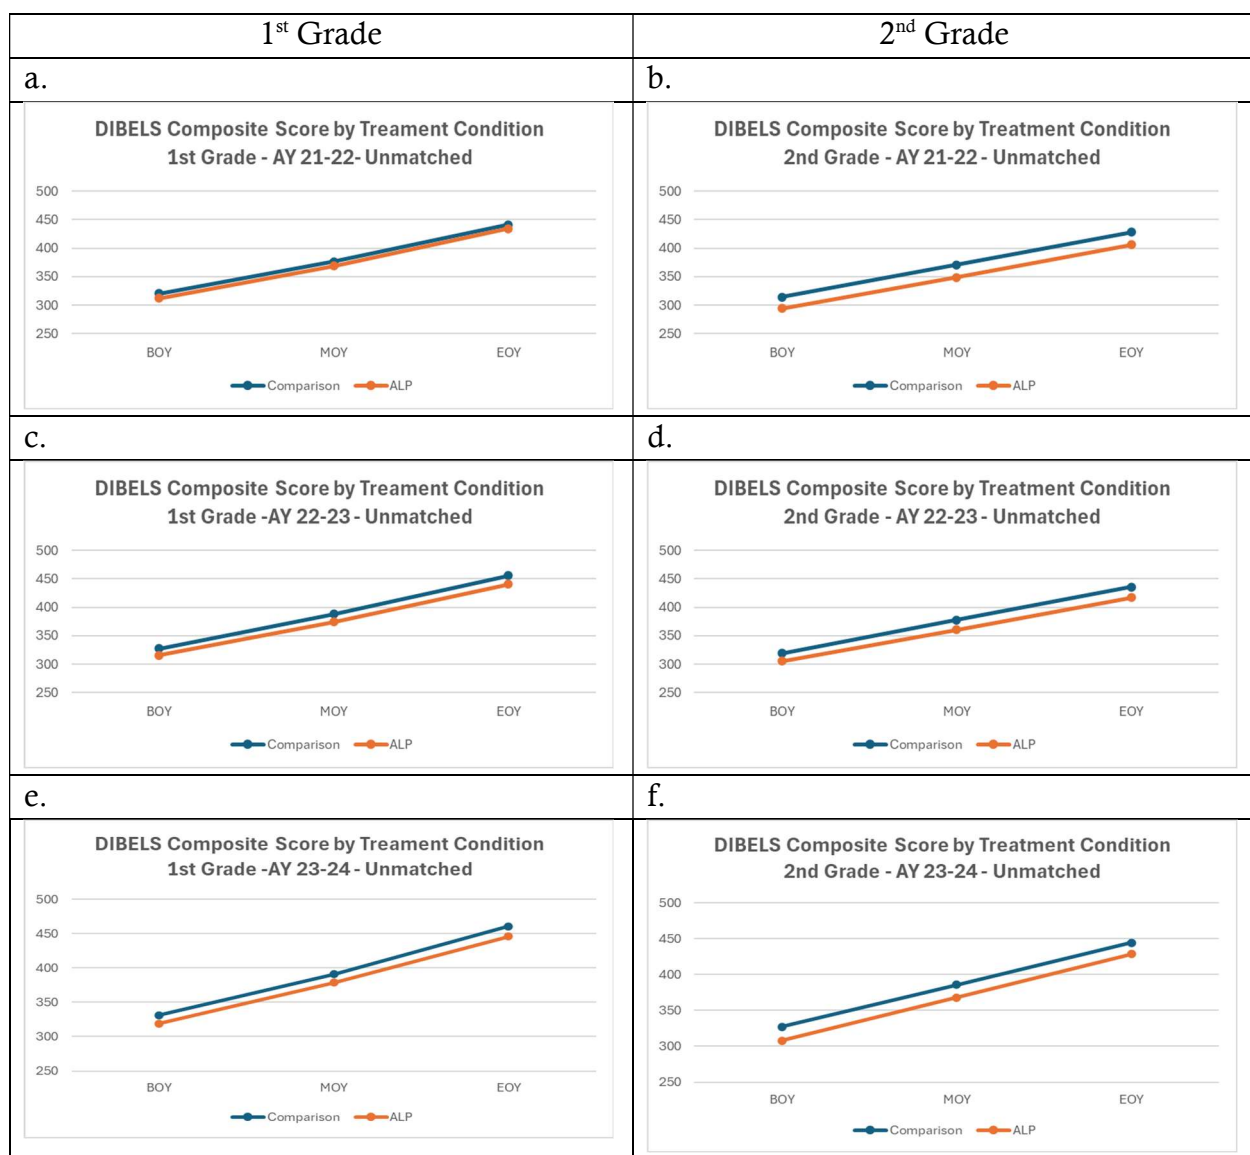 1st Grade
2nd Grade
a.
b.
DIBELS Composite Score by Treament Condition
1st Grade - AY 21-22- Unmatched
500
450
400
350
300
250
BOY
MOY
EOY
Comparison
ALP
DIBELS Composite Score by Treatment Condition
2nd Grade - AY 21-22 - Unmatched
500
450
400
350
300
250
BOY
MOY
EOY
Comparison
ALP
c.
d.
DIBELS Composite Score by Treament Condition
1st Grade -AY 22-23 - Unmatched
500
450
400
350
300
250
BOY
MOY
EOY
Comparison
ALP
DIBELS Composite Score by Treatment Condition
2nd Grade - AY 22-23 - Unmatched
500
450
400
350
300
250
BOY
MOY
EOY
Comparison
ALP
e.
f.
DIBELS Composite Score by Treament Condition
1st Grade -AY 23-24 - Unmatched
500
450
400
350
300
250
BOY
MOY
EOY
Comparison
ALP
DIBELS Composite Score by Treatment Condition
2nd Grade - AY 23-24 - Unmatched
500
450
400
350
300
250
BOY
MOY
EOY
Comparison
ALP